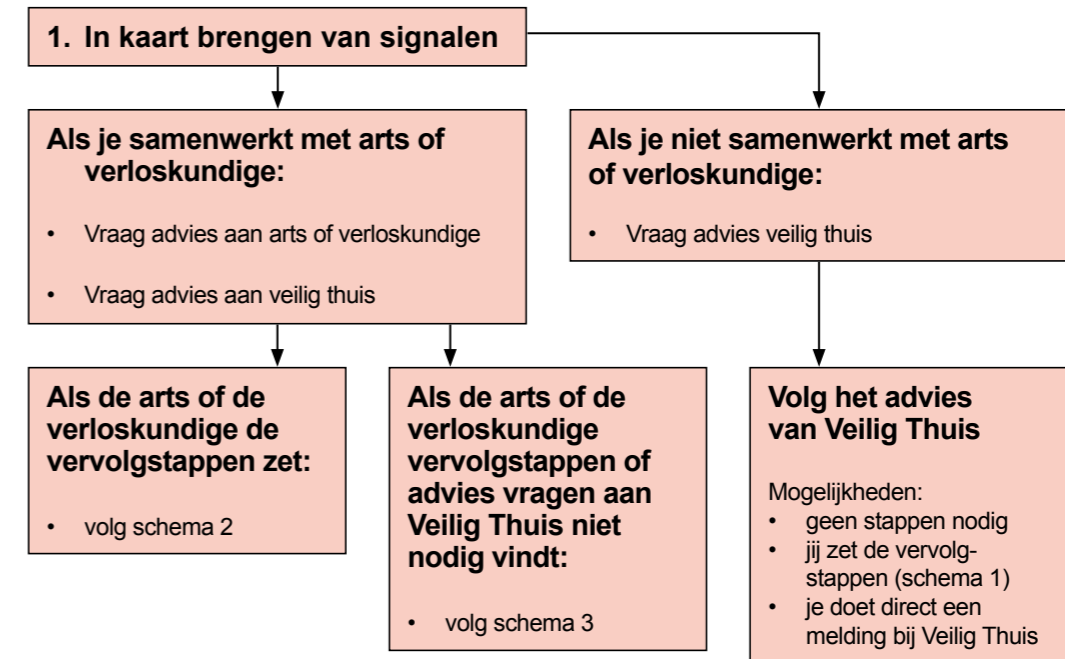 1. In kaart brengen van signalen
Als je samenwerkt met arts of
verloskundige:
• Vraag advies aan arts of verloskundige
• Vraag advies aan veilig thuis
Als je niet samenwerkt met arts
of verloskundige:
• Vraag advies veilig thuis
Als de arts of de
verloskundige de
vervolgstappen zet:
• volg schema 2
Als de arts of de
verloskundige
vervolgstappen of
advies vragen aan
Veilig Thuis niet
nodig vindt:
• volg schema 3
Volg het advies
van Veilig Thuis
Mogelijkheden:
• geen stappen nodig
• jij zet de vervolg-
stappen (schema 1)
• je doet direct een
melding bij Veilig Thuis